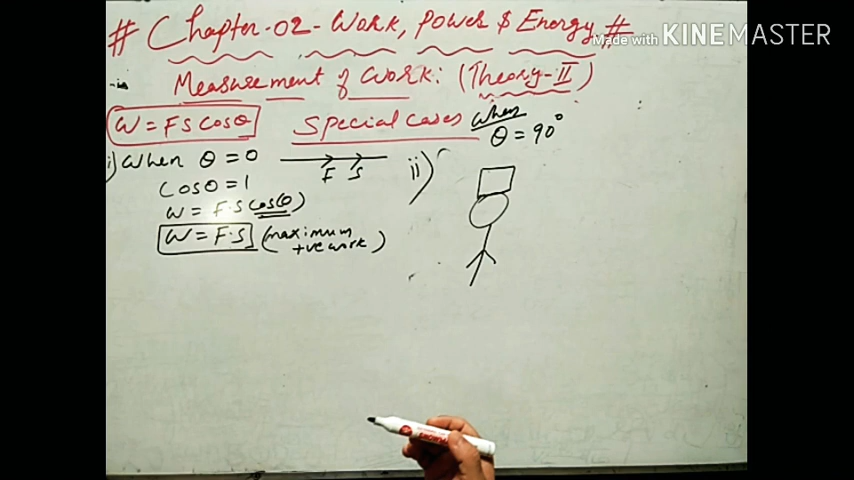 # Chapter-02-Work, Power $ Energy #
Made with KINEMASTER
Measurement of Work: (Theory-II)
W = FS cosθ
Special cases when
θ = 90°
i) When θ = 0
F S
ii)
Cosθ = 1
W = F·S cos(θ)
W = F·S (maximum
+ve work)